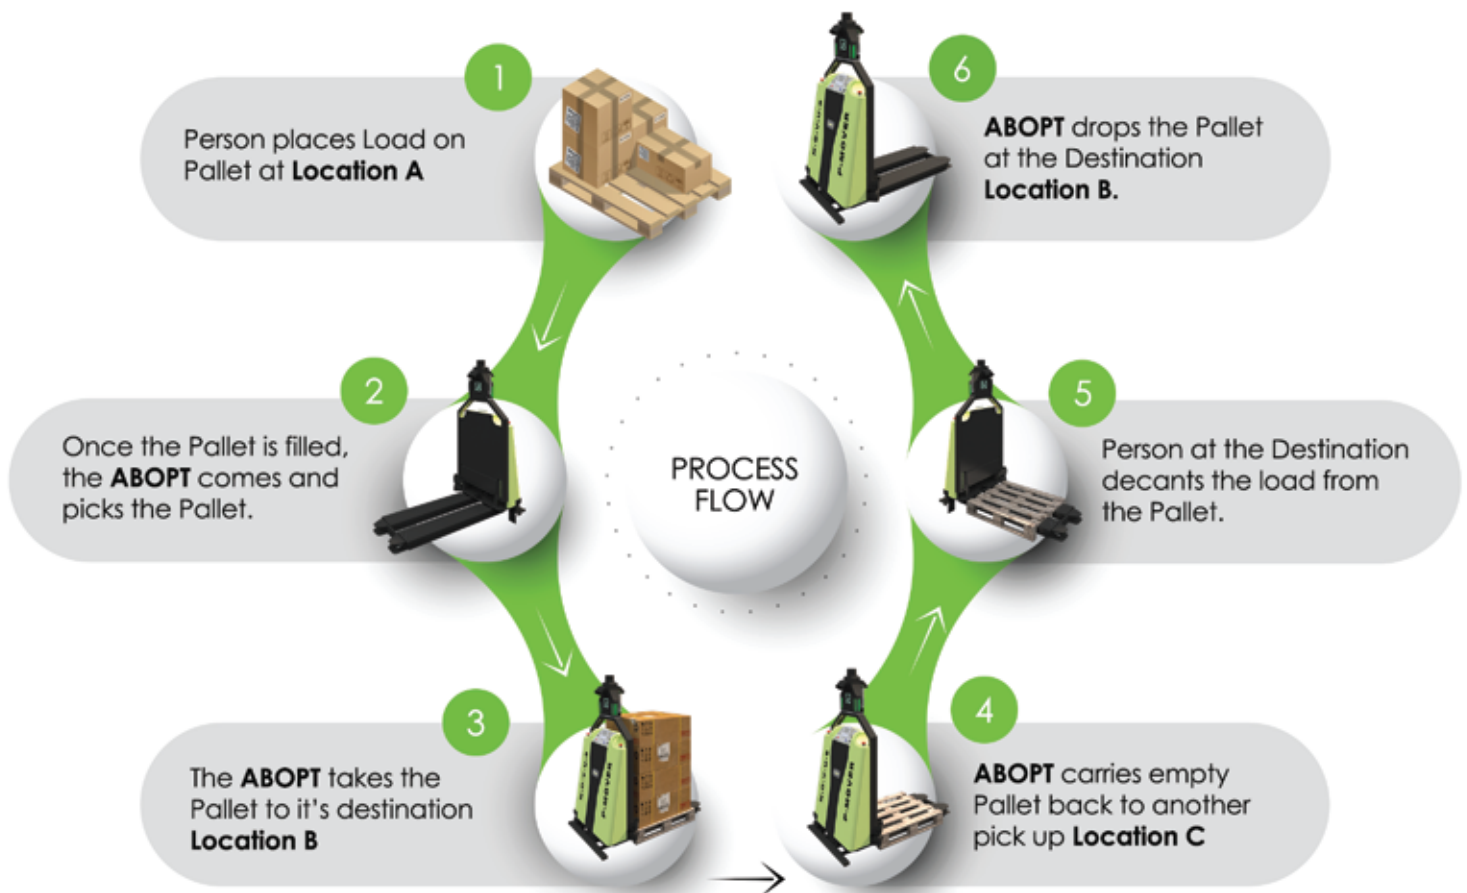 1
Person places Load on
Pallet at Location A
2
Once the Pallet is filled,
the ABOPT comes and
picks the Pallet.
3
The ABOPT takes the
Pallet to it's destination
Location B
PROCESS
FLOW
4
ABOPT carries empty
Pallet back to another
pick up Location C
5
Person at the Destination
decants the load from
the Pallet.
6
ABOPT drops the Pallet
at the Destination
Location B.
P-MOVER
P-MOVER
P-MOVER